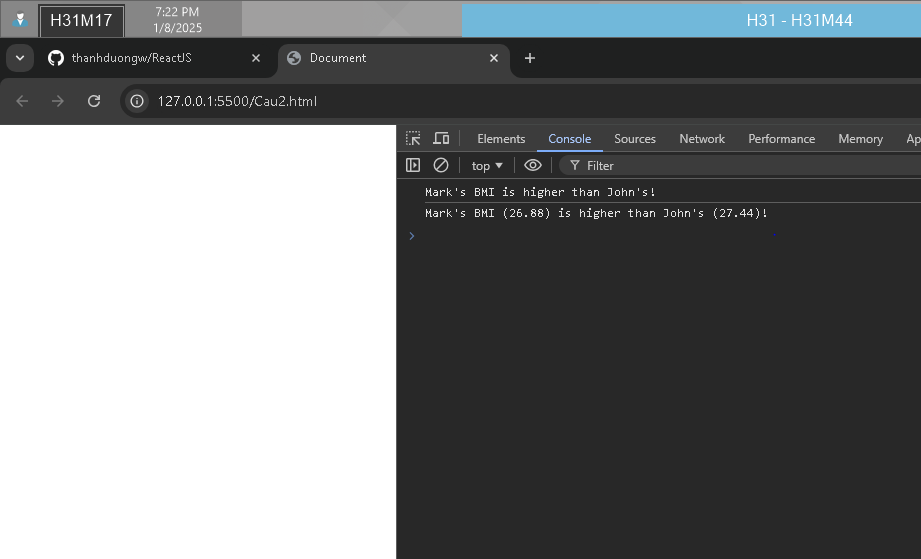 H31M17
7:22 PM
1/8/2025
H31 - H31M44
thanhduongw/ReactJS
Document
127.0.0.1:5500/Cau2.html
Elements Console Sources Network Performance Memory Ap
top Filter
Mark's BMI is higher than John's!
Mark's BMI (26.88) is higher than John's (27.44)!